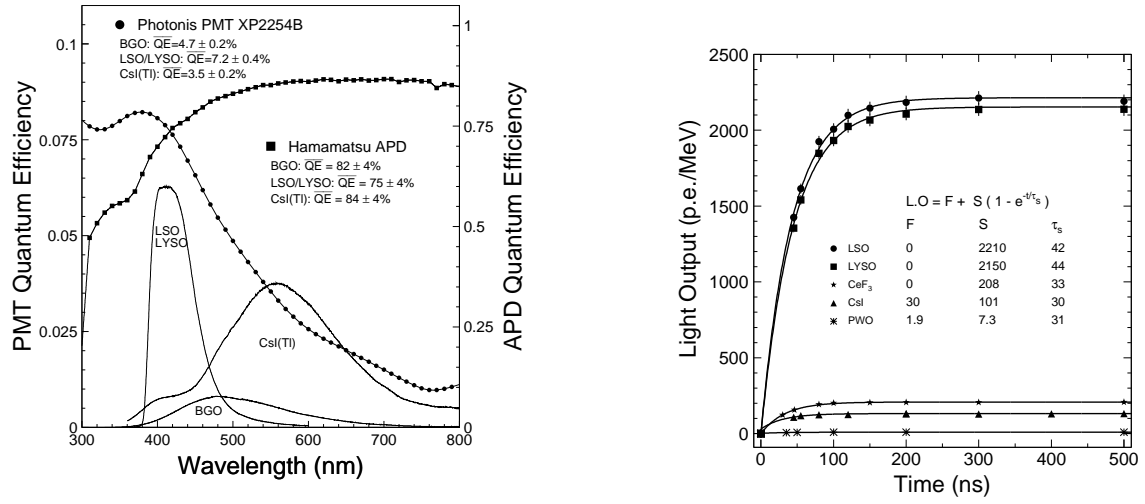 Photonis PMT XP2254B
BGO: QE=4.7 ± 0.2%
LSO/LYSO: QE=7.2 ± 0.4%
CsI(Tl): QE=3.5 ± 0.2%
Hamamatsu APD
BGO: QE = 82 ± 4%
LSO/LYSO: QE = 75 ± 4%
CsI(Tl): QE = 84 ± 4%
LSO
LYSO
CsI(Tl)
BGO
PMT Quantum Efficiency
0.1
0.075
0.05
0.025
0
APD Quantum Efficiency
1
0.75
0.5
0.25
0
300 400 500 600 700 800
Wavelength (nm)
Light Output (p.e./MeV)
2500
2000
1500
1000
500
0
L.O = F + S ( 1 - e-t/τs)
F S τs
LSO 0 2210 42
LYSO 0 2150 44
CeF3 0 208 33
CsI 30 101 30
PWO 1.9 7.3 31
0 100 200 300 400 500
Time (ns)